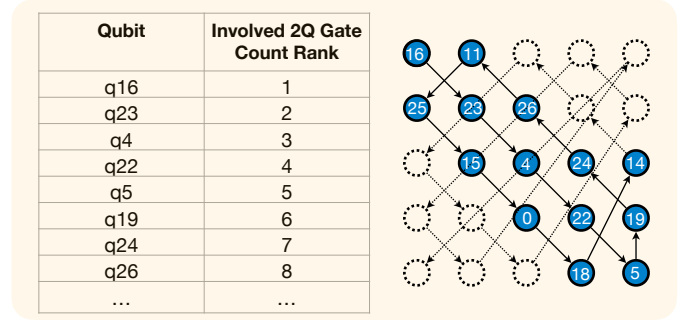 Qubit Involved 2Q Gate
Count Rank
q16 1
q23 2
q4 3
q22 4
q5 5
q19 6
q24 7
q26 8
… …
16 11
25 23 26
15 4 24 14
0 22 19
18 5